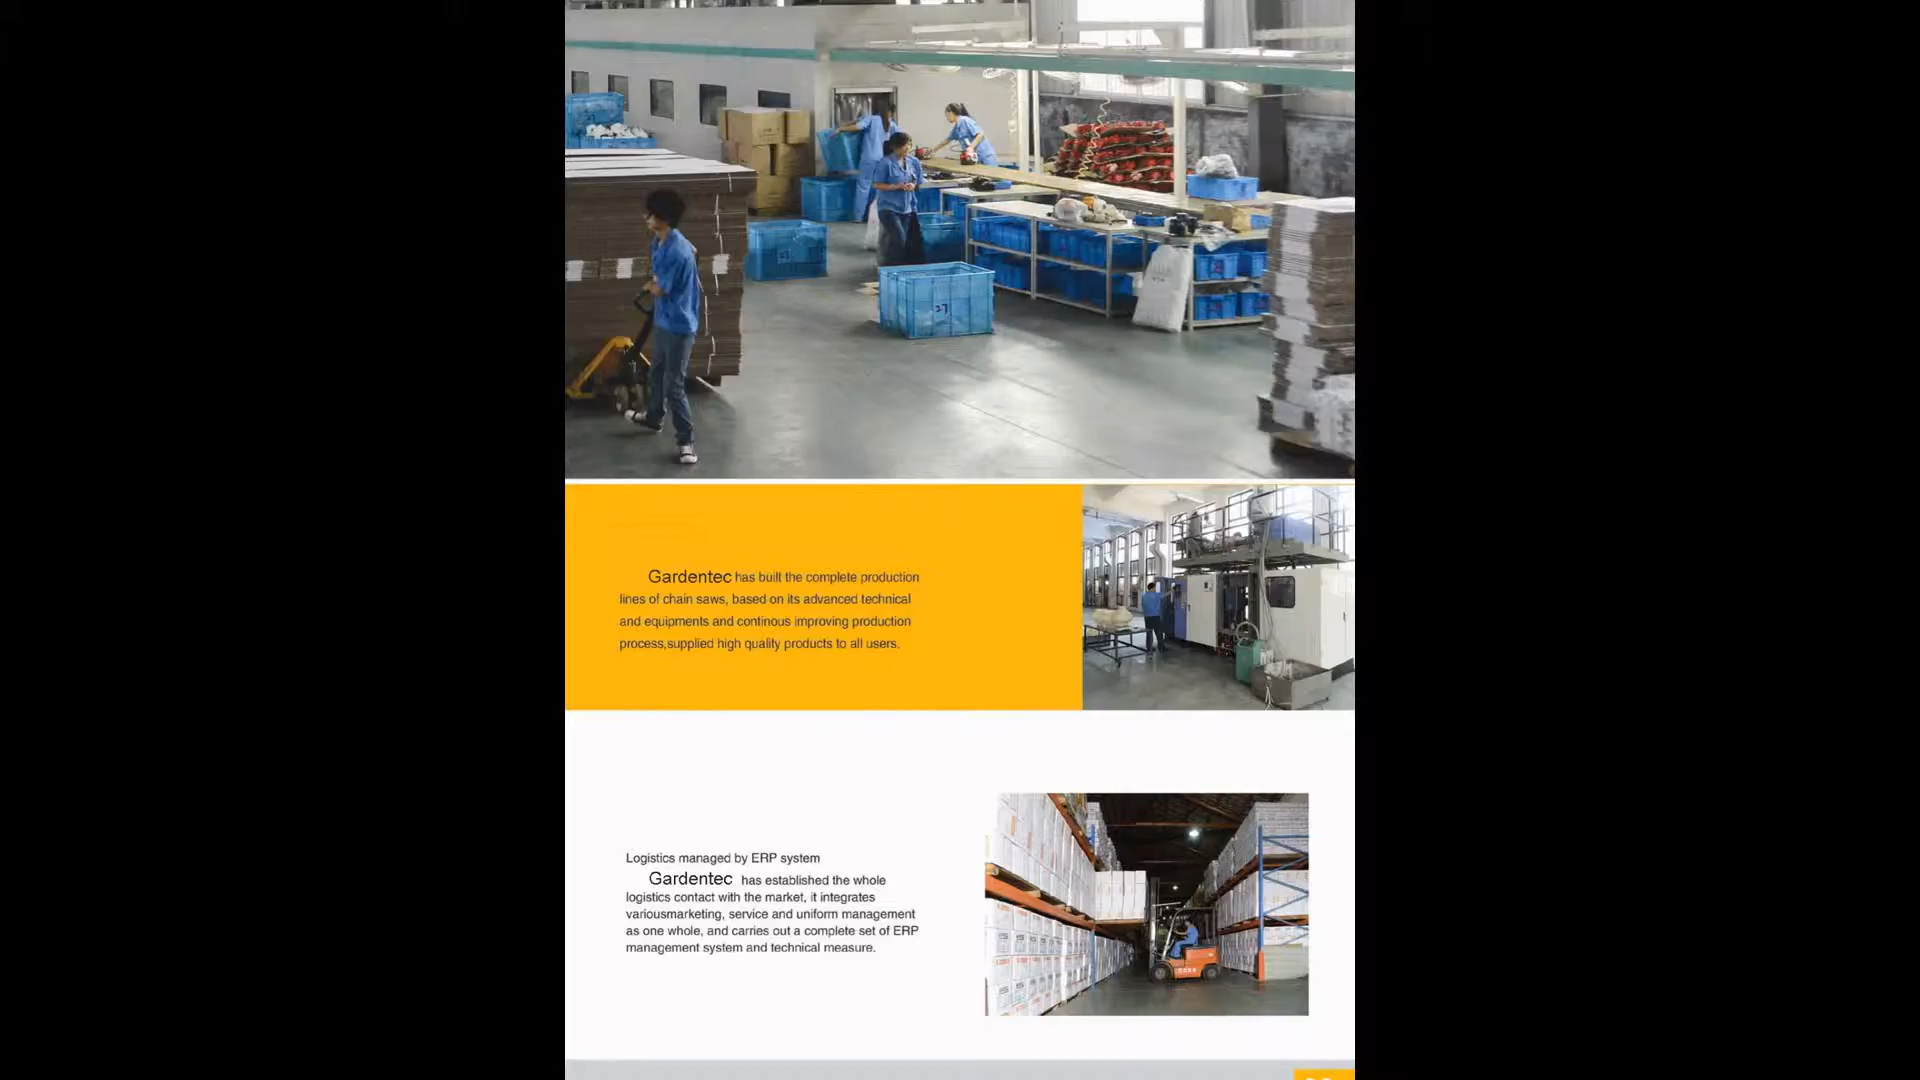 Gardentec has built the complete production
lines of chain saws, based on its advanced technical
and equipments and continous improving production
process,supplied high quality products to all users.
Logistics managed by ERP system
Gardentec has established the whole
logistics contact with the market, it integrates
variousmarketing, service and uniform management
as one whole, and carries out a complete set of ERP
management system and technical measure.